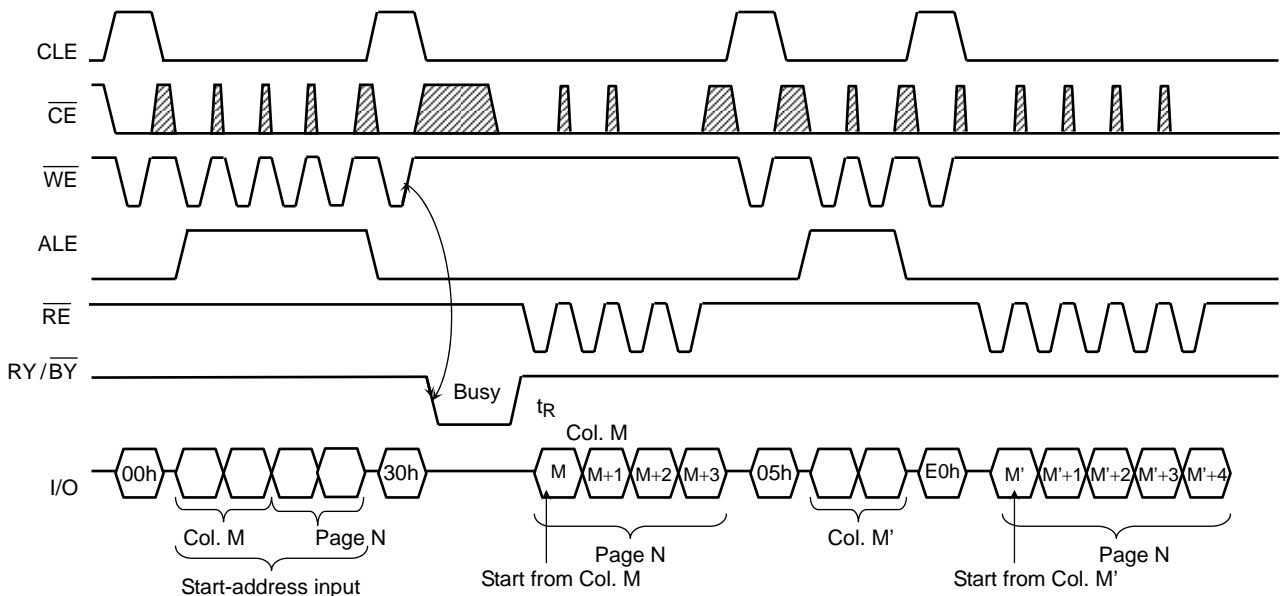 CLE
CE
WE
ALE
RE
RY/BY
Busy
tR
Col. M
I/O
00h
30h
M
M+1
M+2
M+3
05h
E0h
M'
M'+1
M'+2
M'+3
M'+4
Col. M
Page N
Col. M'
Page N
Page N
Start-address input
Start from Col. M
Start from Col. M'